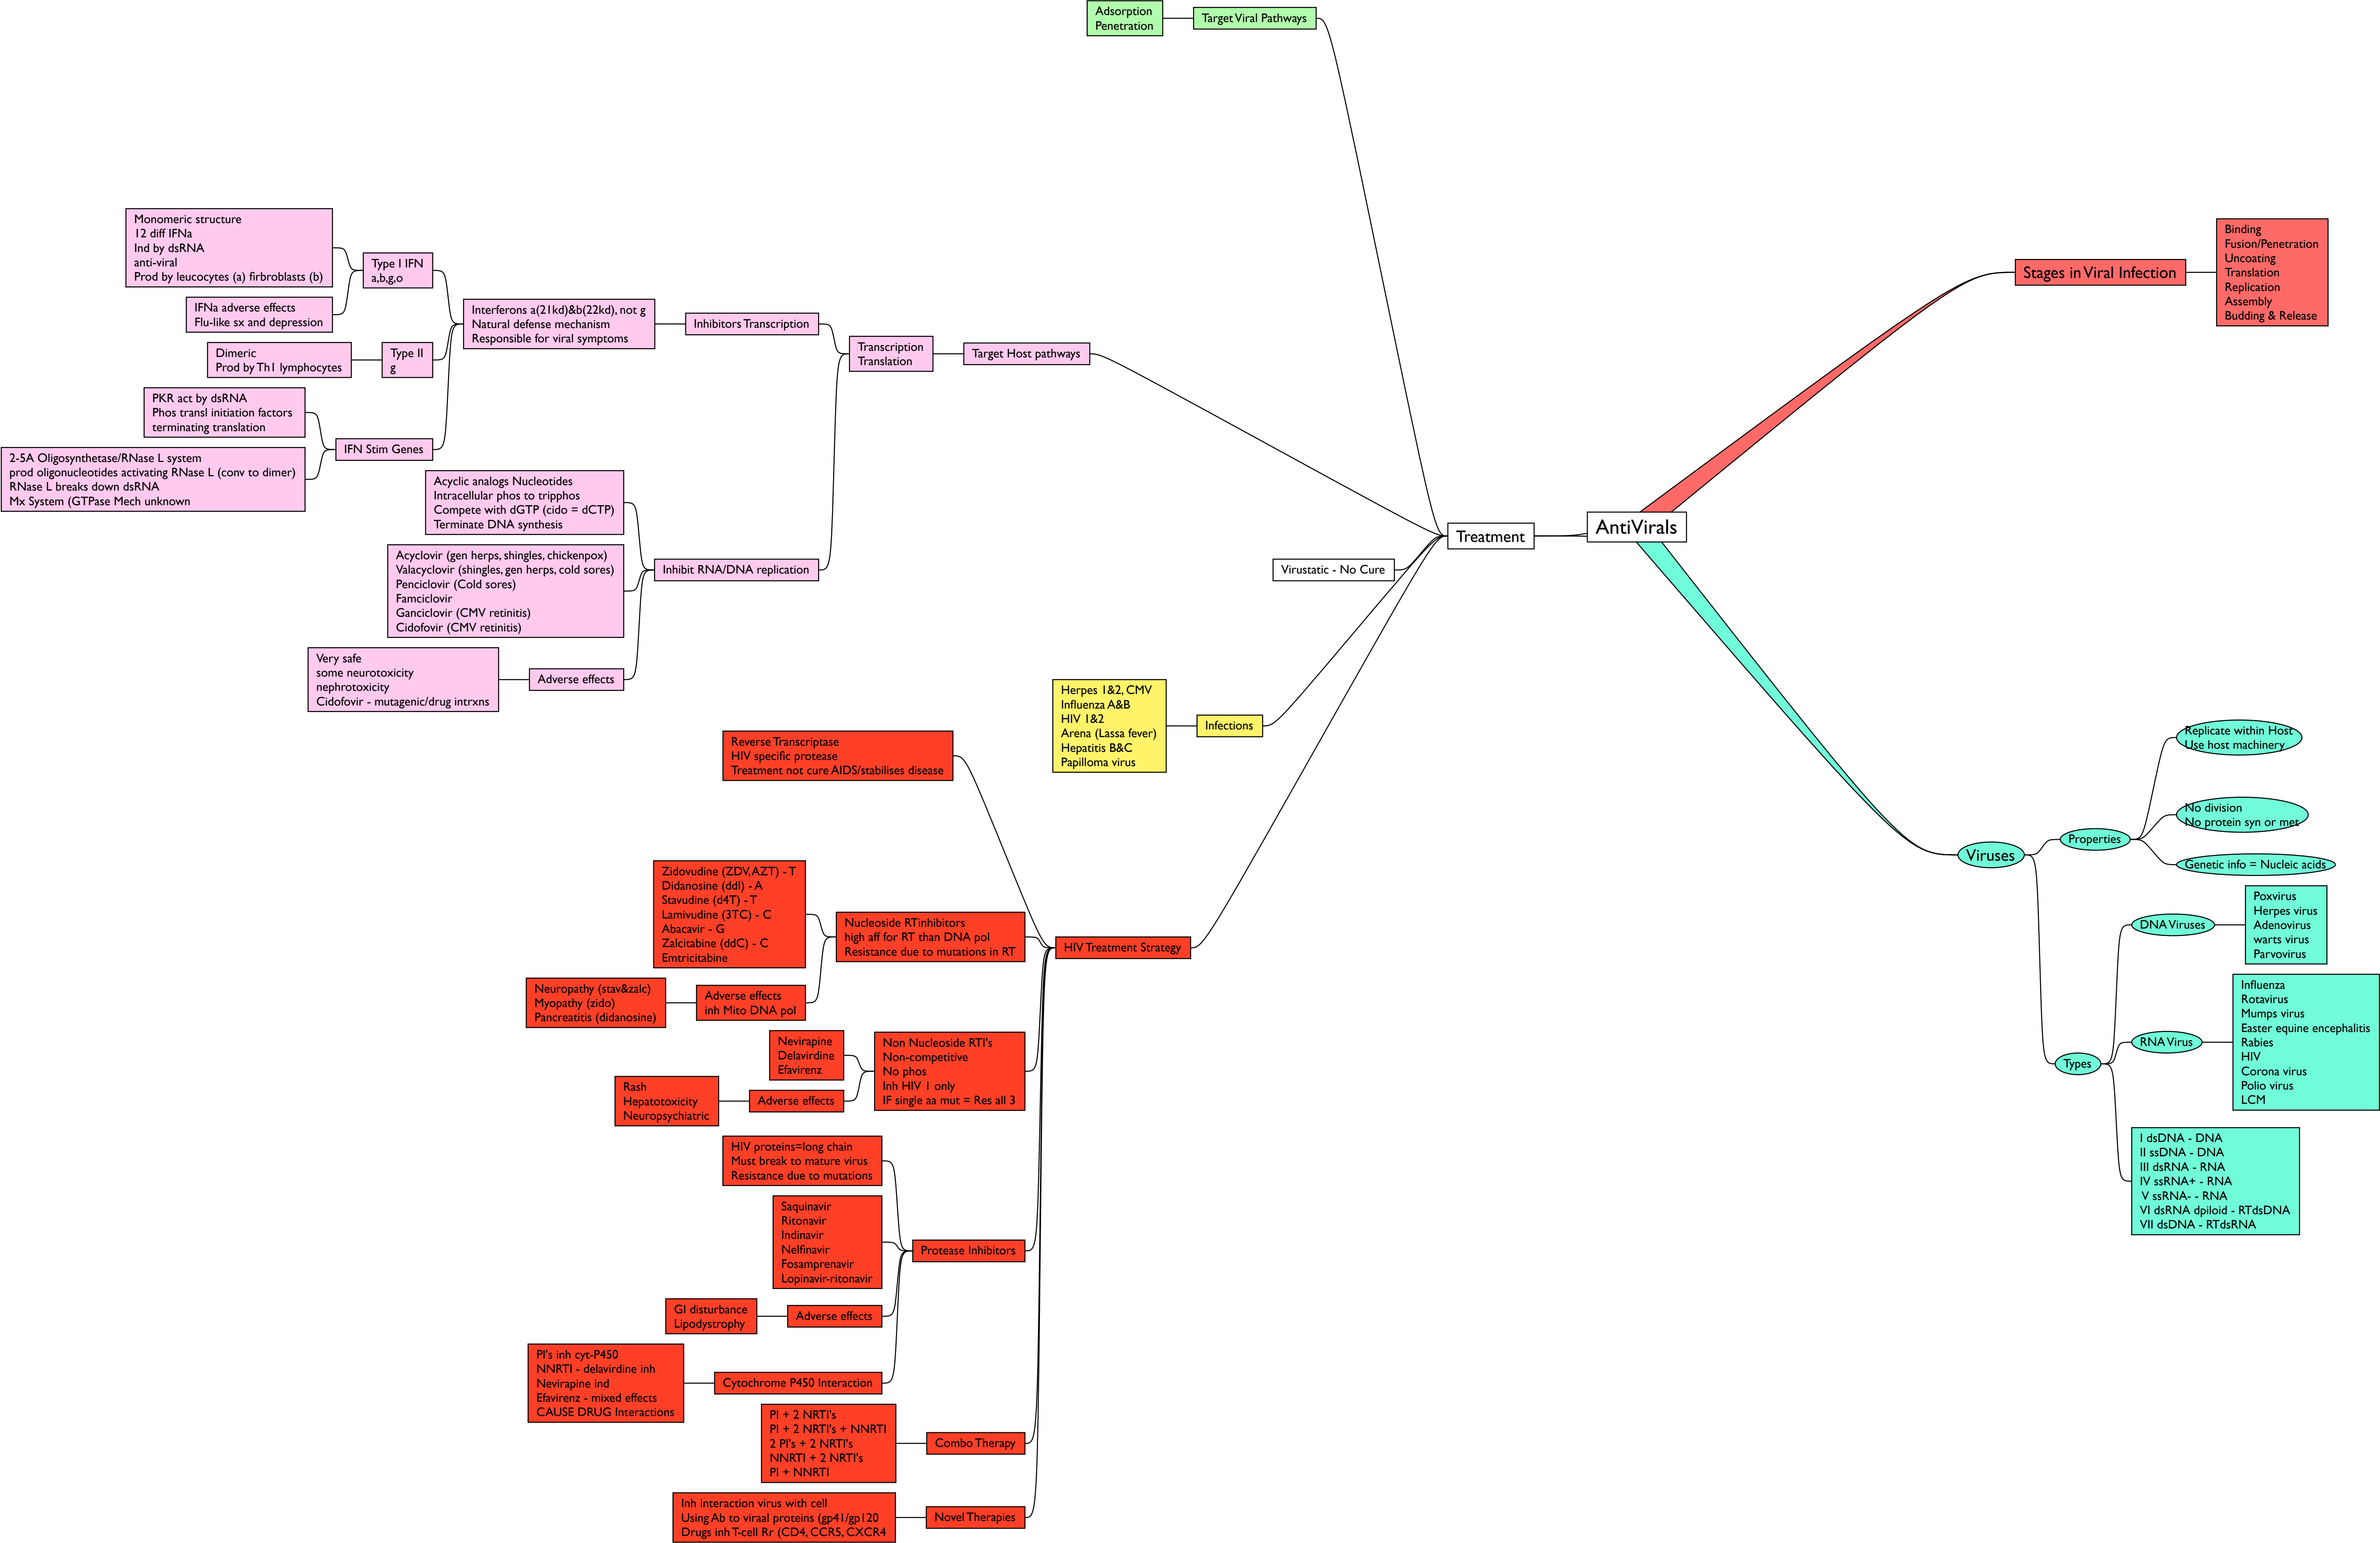 AntiVirals
Stages in Viral Infection
Binding
Fusion/Penetration
Uncoating
Translation
Replication
Assembly
Budding & Release
Viruses
Properties
Replicate within Host
Use host machinery
No division
No protein syn or met
Genetic info = Nucleic acids
Types
DNA Viruses
Poxvirus
Herpes virus
Adenovirus
warts virus
Parvovirus
RNA Virus
Influenza
Rotavirus
Mumps virus
Easter equine encephalitis
Rabies
HIV
Corona virus
Polio virus
LCM
I dsDNA - DNA
II ssDNA - DNA
III dsRNA - RNA
IV ssRNA+ - RNA
V ssRNA- - RNA
VI dsRNA dpiloid - RTdsDNA
VII dsDNA - RTdsRNA
Treatment
Target Viral Pathways
Adsorption
Penetration
Target Host pathways
Transcription
Translation
Inhibitors Transcription
Interferons a(21kd)&b(22kd), not g
Natural defense mechanism
Responsible for viral symptoms
Type I IFN
a,b,g,o
Monomeric structure
12 diff IFNa
Ind by dsRNA
anti-viral
Prod by leucocytes (a) firbroblasts (b)
IFNa adverse effects
Flu-like sx and depression
Type II
g
Dimeric
Prod by Th1 lymphocytes
IFN Stim Genes
PKR act by dsRNA
Phos transl initiation factors
terminating translation
2-5A Oligosynthetase/RNase L system
prod oligonucleotides activating RNase L (conv to dimer)
RNase L breaks down dsRNA
Mx System (GTPase Mech unknown
Inhibit RNA/DNA replication
Acyclic analogs Nucleotides
Intracellular phos to tripphos
Compete with dGTP (cido = dCTP)
Terminate DNA synthesis
Acyclovir (gen herps, shingles, chickenpox)
Valacyclovir (shingles, gen herps, cold sores)
Penciclovir (Cold sores)
Famciclovir
Ganciclovir (CMV retinitis)
Cidofovir (CMV retinitis)
Adverse effects
Very safe
some neurotoxicity
nephrotoxicity
Cidofovir - mutagenic/drug intrxns
Virustatic - No Cure
Infections
Herpes 1&2, CMV
Influenza A&B
HIV 1&2
Arena (Lassa fever)
Hepatitis B&C
Papilloma virus
HIV Treatment Strategy
Reverse Transcriptase
HIV specific protease
Treatment not cure AIDS/stabilises disease
Nucleoside RTinhibitors
high aff for RT than DNA pol
Resistance due to mutations in RT
Zidovudine (ZDV, AZT) - T
Didanosine (ddI) - A
Stavudine (d4T) - T
Lamivudine (3TC) - C
Abacavir - G
Zalcitabine (ddC) - C
Emtricitabine
Adverse effects
inh Mito DNA pol
Neuropathy (stav&zalc)
Myopathy (zido)
Pancreatitis (didanosine)
Non Nucleoside RTI's
Non-competitive
No phos
Inh HIV 1 only
IF single aa mut = Res all 3
Nevirapine
Delavirdine
Efavirenz
Adverse effects
Rash
Hepatotoxicity
Neuropsychiatric
Protease Inhibitors
HIV proteins=long chain
Must break to mature virus
Resistance due to mutations
Saquinavir
Ritonavir
Indinavir
Nelfinavir
Fosamprenavir
Lopinavir-ritonavir
Adverse effects
GI disturbance
Lipodystrophy
Cytochrome P450 Interaction
PI's inh cyt-P450
NNRTI - delavirdine inh
Nevirapine ind
Efavirenz - mixed effects
CAUSE DRUG Interactions
Combo Therapy
PI + 2 NRTI's
PI + 2 NRTI's + NNRTI
2 PI's + 2 NRTI's
NNRTI + 2 NRTI's
PI + NNRTI
Novel Therapies
Inh interaction virus with cell
Using Ab to viraal proteins (gp41/gp120
Drugs inh T-cell Rr (CD4, CCR5, CXCR4